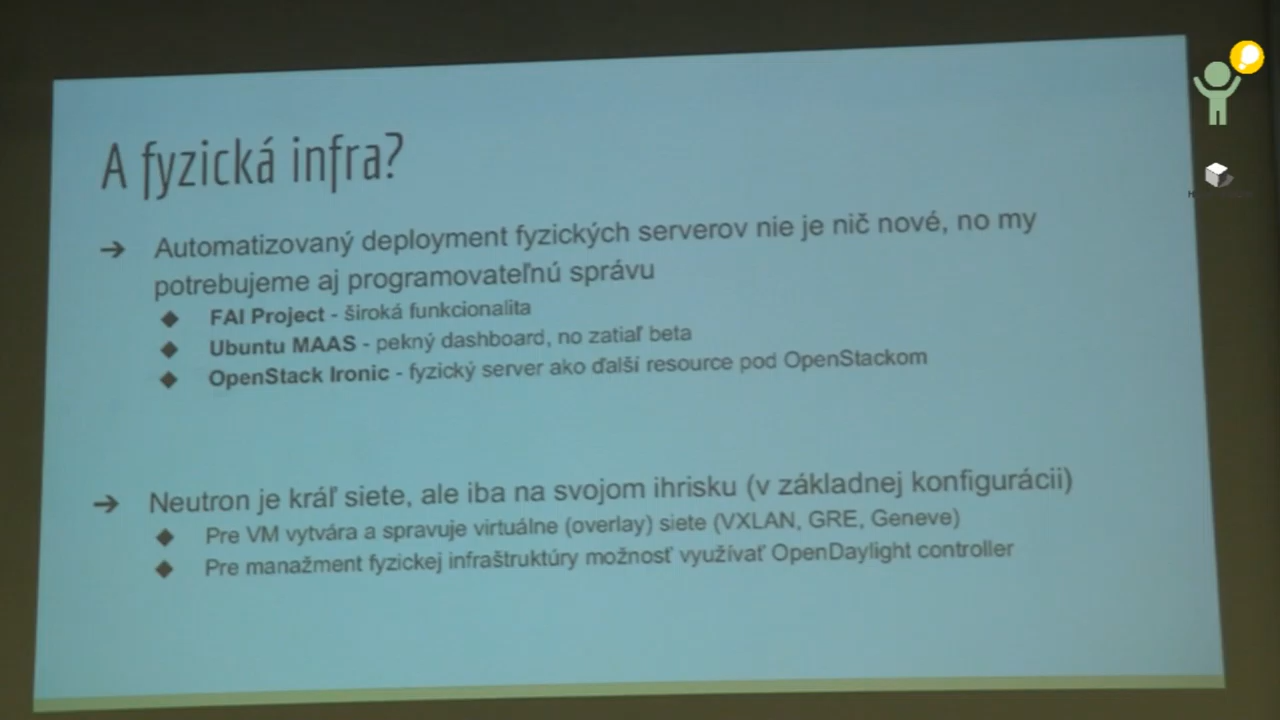 A fyzická infra?
➔ Automatizovaný deployment fyzických serverov nie je nič nové, no my
potrebujeme aj programovateľnú správu
◆ FAI Project - široká funkcionalita
◆ Ubuntu MAAS - pekný dashboard, no zatiaľ beta
◆ OpenStack Ironic - fyzický server ako ďalší resource pod OpenStackom
➔ Neutron je kráľ siete, ale iba na svojom ihrisku (v základnej konfigurácii)
◆ Pre VM vytvára a spravuje virtuálne (overlay) siete (VXLAN, GRE, Geneve)
◆ Pre manažment fyzickej infraštruktúry možnosť využívať OpenDaylight controller